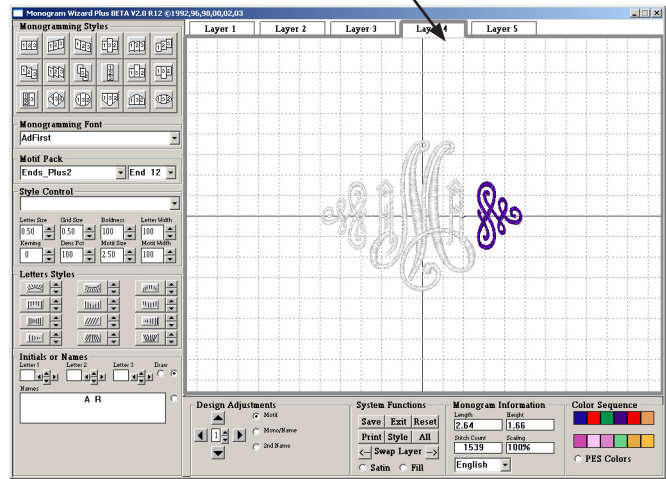 Monogram Wizard Plus BETA V2.0 R12 ©1992,96,98,00,02,03
Monogramming Styles
Layer 1 Layer 2 Layer 3 Layer 4 Layer 5
Monogramming Font
AdFirst
Motif Pack
Ends_Plus2 End 12
Style Control
Letter Size Grid Size Boldness Letter Width
0.50 0.50 100 100
Kerning Dens Pct Motif Size Motif Width
0 100 2.50 100
Letters Styles
Initials or Names
Letter 1 Letter 2 Letter 3 Draw
Names
A R
Design Adjustments
Motif
1
Mono/Name
2nd Name
System Functions
Save Exit Reset
Print Style All
<— Swap Layer —>
Satin Fill
Monogram Information
Length Height
2.64 1.66
Stitch Count Scaling
1539 100%
English
Color Sequence
PES Colors